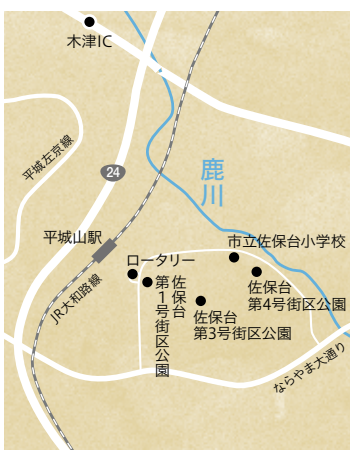 木津IC
平城左京線
24
鹿川
平城山駅
市立佐保台小学校
ロータリー
JR大和路線
佐保台
第1号街区公園
佐保台
第4号街区公園
佐保台
第3号街区公園
ならやま大通り